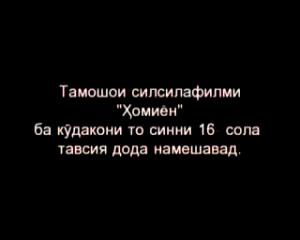 Тамошои силсилафилми
"Ҳомиён"
ба кӯдакони то синни 16 сола
тавсия дода намешавад.